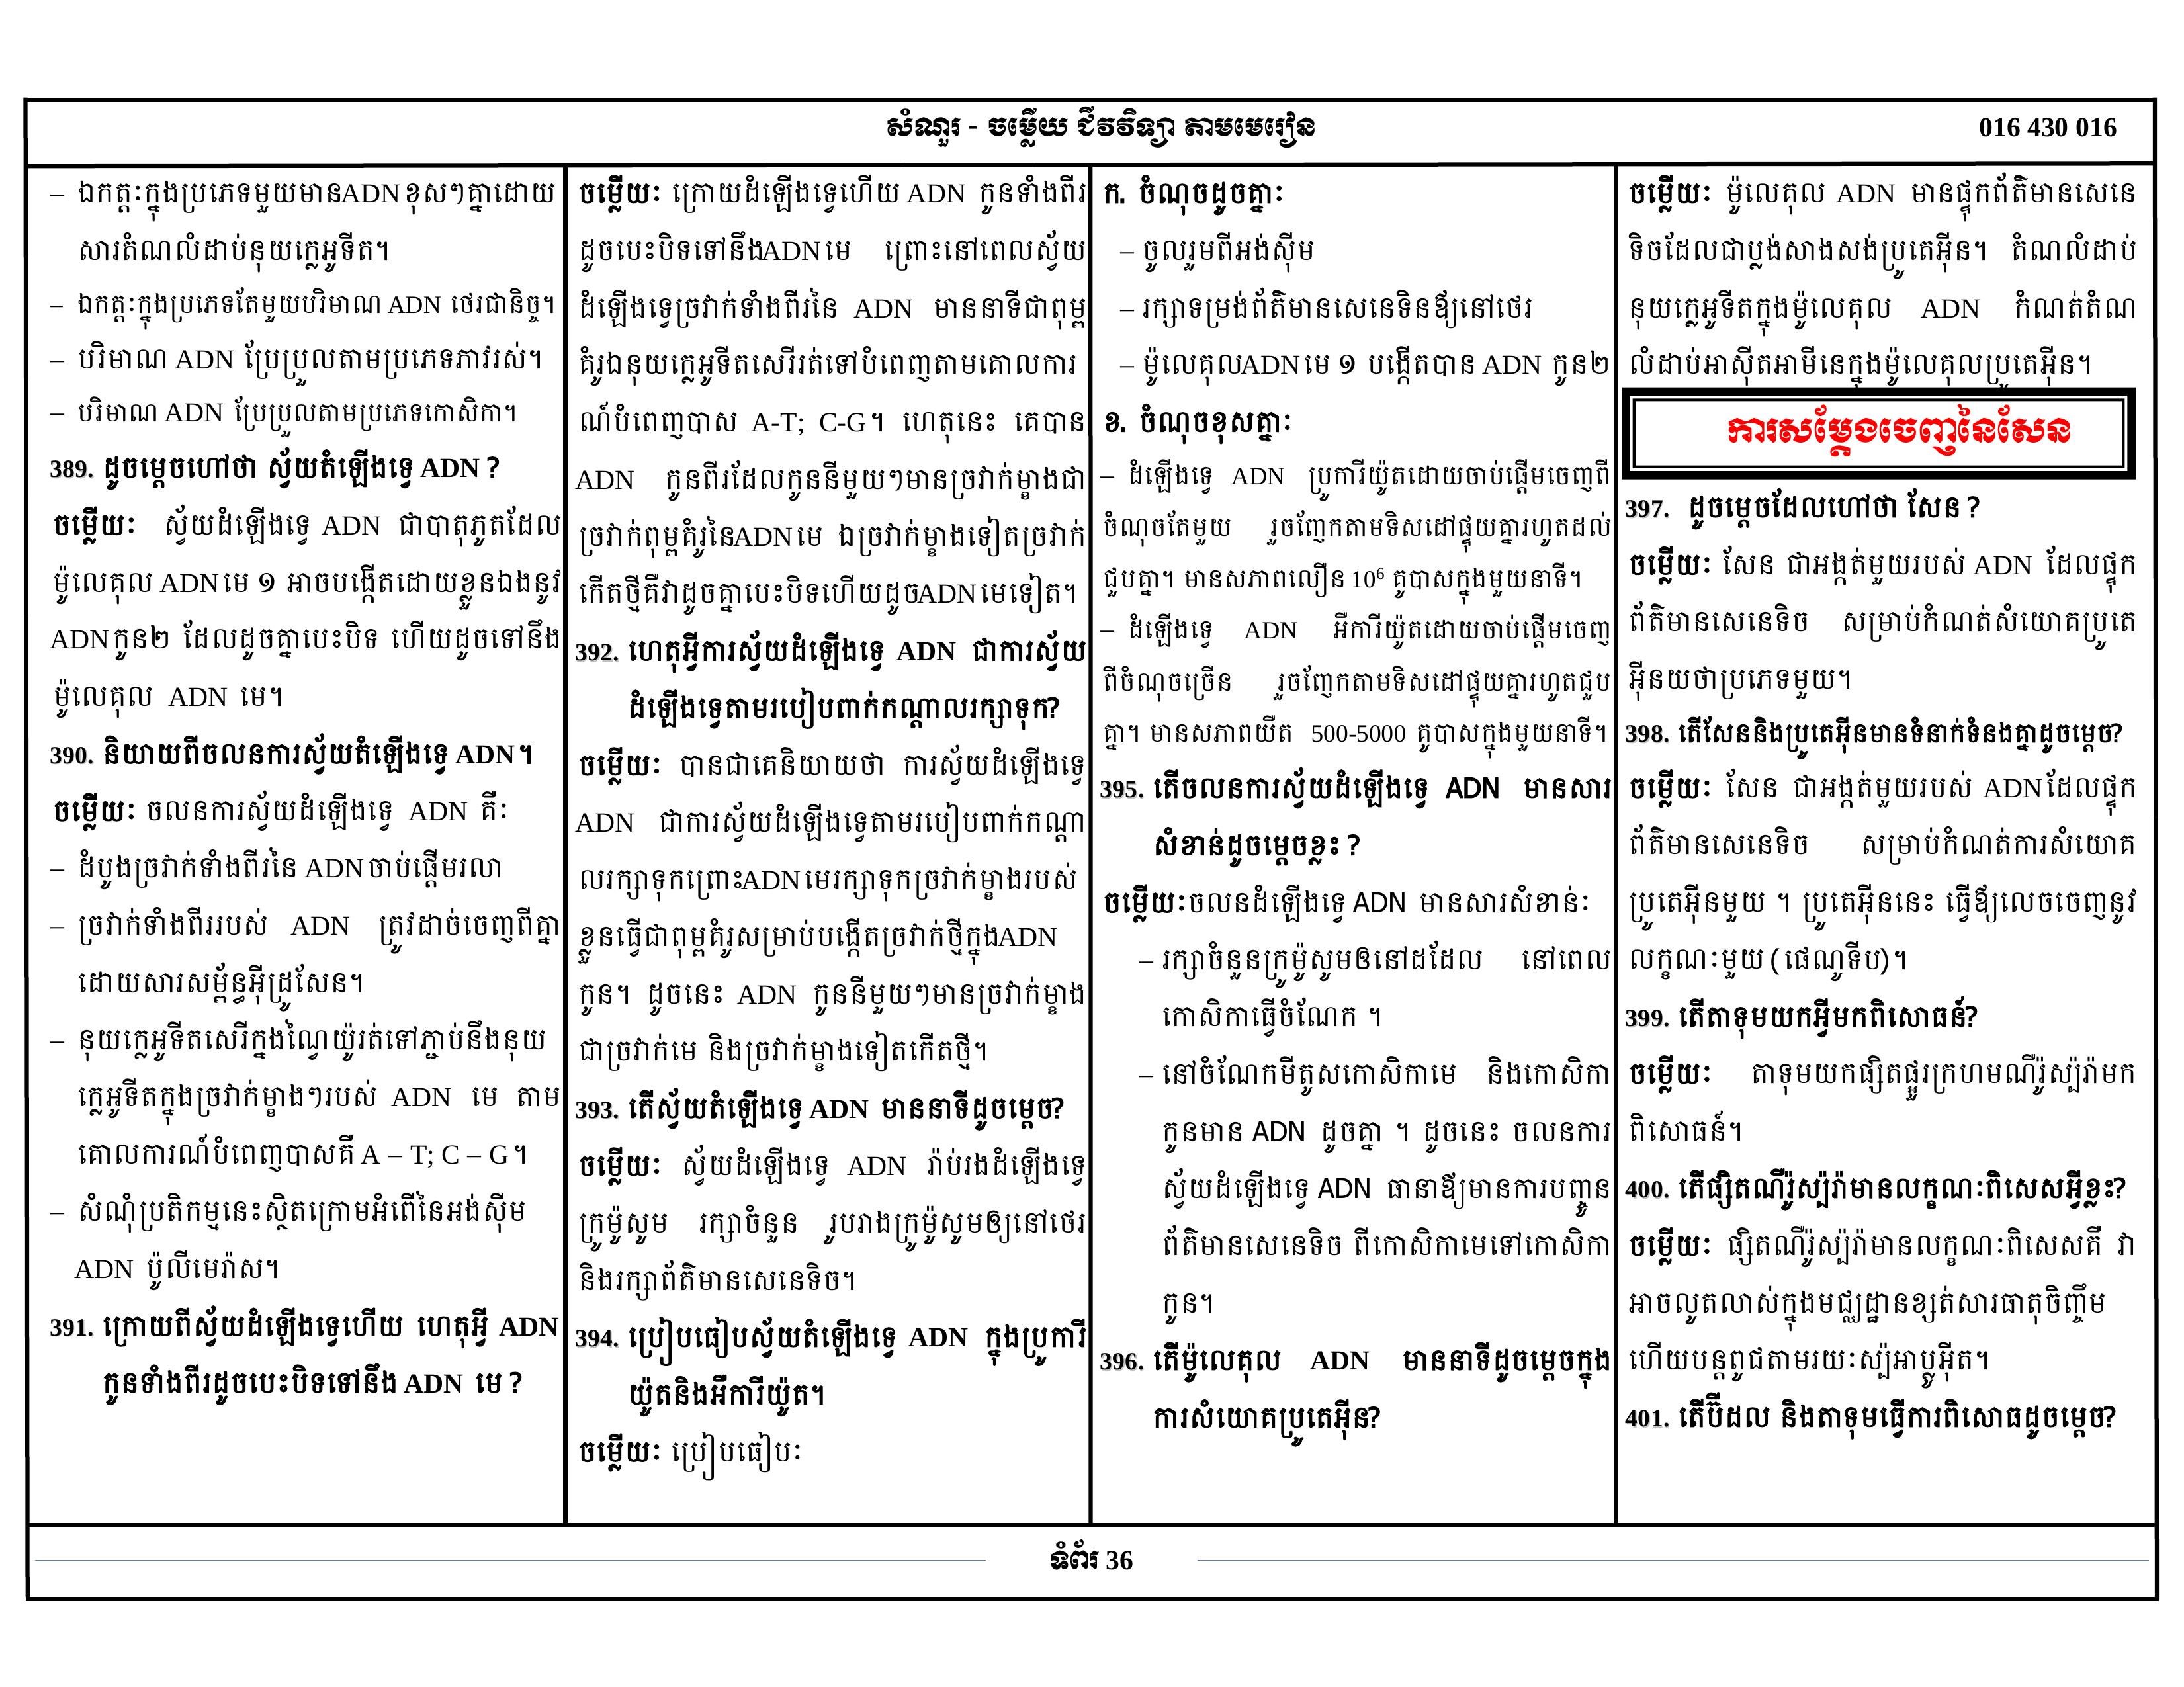 សំណួរ - ចម្លើយ ជីវវិទ្យា តាមមេរៀន
016 430 016
– ឯកត្តៈក្នុងប្រភេទមួយមានADN ខុសៗគ្នាដោយ
សារតំណលំដាប់នុយក្លេអូទីត។
– ឯកត្តៈក្នុងប្រភេទតែមួយបរិមាណ ADN ថេរជានិច្ច។
– បរិមាណ ADN ប្រែប្រួលតាមប្រភេទភាវរស់។
– បរិមាណ ADN ប្រែប្រួលតាមប្រភេទកោសិកា។
389. ដូចម្តេចហៅថា ស្វ័យតំឡើងទ្វេ ADN ?
ចម្លើយៈ ស្វ័យដំឡើងទ្វេ ADN ជាបាតុភូតដែល
ម៉ូលេគុល ADN មេ ១ អាចបង្កើតដោយខ្លួនឯងនូវ
ADN កូន២ ដែលដូចគ្នាបេះបិទ ហើយដូចទៅនឹង
ម៉ូលេគុល ADN មេ។
390. និយាយពីចលនការស្វ័យតំឡើងទ្វេ ADN។
ចម្លើយៈ ចលនការស្វ័យដំឡើងទ្វេ ADN គឺៈ
– ដំបូងច្រវាក់ទាំងពីរនៃ ADN ចាប់ផ្តើមរលា
– ច្រវាក់ទាំងពីររបស់ ADN ត្រូវដាច់ចេញពីគ្នា
ដោយសារសម្ព័ន្ធអ៊ីដ្រូសែន។
– នុយក្លេអូទីតសេរីក្នុងណ្វៃយ៉ូរត់ទៅភ្ជាប់នឹងនុយ
ក្លេអូទីតក្នុងច្រវាក់ម្ខាងៗរបស់ ADN មេ តាម
គោលការណ៍បំពេញបាសគឺ A – T; C – G។
– សំណុំប្រតិកម្មនេះស្ថិតក្រោមអំពើនៃអង់ស៊ីម
ADN ប៉ូលីមេរ៉ាស។
391. ក្រោយពីស្វ័យដំឡើងទ្វេហើយ ហេតុអ្វី ADN
កូនទាំងពីរដូចបេះបិទទៅនឹង ADN មេ ?
ចម្លើយៈ ក្រោយដំឡើងទ្វេហើយ ADN កូនទាំងពីរ
ដូចបេះបិទទៅនឹងADN មេ ព្រោះនៅពេលស្វ័យ
ដំឡើងទ្វេច្រវាក់ទាំងពីរនៃ ADN មាននាទីជាពុម្ព
គំរូឯនុយក្លេអូទីតសេរីរត់ទៅបំពេញតាមគោលការ
ណ៍បំពេញបាស A-T; C-G។ ហេតុនេះ គេបាន
ADN កូនពីរដែលកូននីមួយៗមានច្រវាក់ម្ខាងជា
ច្រវាក់ពុម្ពគំរូនៃADN មេ ឯច្រវាក់ម្ខាងទៀតច្រវាក់
កើតថ្មីគឺវាដូចគ្នាបេះបិទហើយដូចADN មេទៀត។
392. ហេតុអ្វីការស្វ័យដំឡើងទ្វេ ADN ជាការស្វ័យ
ដំឡើងទ្វេតាមរបៀបពាក់កណ្តាលរក្សាទុក?
ចម្លើយៈ បានជាគេនិយាយថា ការស្វ័យដំឡើងទ្វេ
ADN ជាការស្វ័យដំឡើងទ្វេតាមរបៀបពាក់កណ្តា
លរក្សាទុកព្រោះADN មេរក្សាទុកច្រវាក់ម្ខាងរបស់
ខ្លួនធ្វើជាពុម្ពគំរូសម្រាប់បង្កើតច្រវាក់ថ្មីក្នុងADN
កូន។ ដូចនេះ ADN កូននីមួយៗមានច្រវាក់ម្ខាង
ជាច្រវាក់មេ និងច្រវាក់ម្ខាងទៀតកើតថ្មី។
393. តើស្វ័យតំឡើងទ្វេ ADN មាននាទីដូចម្តេច?
ចម្លើយៈ ស្វ័យដំឡើងទ្វេ ADN រ៉ាប់រងដំឡើងទ្វេ
ក្រូម៉ូសូម រក្សាចំនួន រូបរាងក្រូម៉ូសូមឲ្យនៅថេរ
និងរក្សាព័ត៌មានសេនេទិច។
394. ប្រៀបធៀបស្វ័យតំឡើងទ្វេ ADN ក្នុងប្រូការី
យ៉ូតនិងអឺការីយ៉ូត។
ចម្លើយៈ ប្រៀបធៀបៈ
ក. ចំណុចដូចគ្នាៈ
– ចូលរួមពីអង់ស៊ីម
– រក្សាទម្រង់ព័ត៌មានសេនេទិនឪ្យនៅថេរ
– ម៉ូលេគុលADN មេ ១ បង្កើតបាន ADN កូន២
ខ. ចំណុចខុសគ្នាៈ
– ដំឡើងទ្វេ ADN ប្រូការីយ៉ូតដោយចាប់ផ្តើមចេញពី
ចំណុចតែមួយ រួចញែកតាមទិសដៅផ្ទុយគ្នារហូតដល់
ជួបគ្នា។ មានសភាពលឿន 10⁶ គូបាសក្នុងមួយនាទី។
– ដំឡើងទ្វេ ADN អឺការីយ៉ូតដោយចាប់ផ្តើមចេញ
ពីចំណុចច្រើន រួចញែកតាមទិសដៅផ្ទុយគ្នារហូតជួប
គ្នា។ មានសភាពយឺត 500-5000 គូបាសក្នុងមួយនាទី។
395. តើចលនការស្វ័យដំឡើងទ្វេ ADN មានសារ
សំខាន់ដូចម្តេចខ្លះ ?
ចម្លើយៈចលនដំឡើងទ្វេ ADN មានសារសំខាន់ៈ
– រក្សាចំនួនក្រូម៉ូសូមឲនៅដដែល នៅពេល
កោសិកាធ្វើចំណែក ។
– នៅចំណែកមីតូសកោសិកាមេ និងកោសិកា
កូនមាន ADN ដូចគ្នា ។ ដូចនេះ ចលនការ
ស្វ័យដំឡើងទ្វេ ADN ធានាឪ្យមានការបញ្ជូន
ព័ត៌មានសេនេទិច ពីកោសិកាមេទៅកោសិកា
កូន។
396. តើម៉ូលេគុល ADN មាននាទីដូចម្តេចក្នុង
ការសំយោគប្រូតេអ៊ីន?
ចម្លើយៈ ម៉ូលេគុល ADN មានផ្ទុកព័ត៌មានសេនេ
ទិចដែលជាប្លង់សាងសង់ប្រូតេអ៊ីន។ តំណលំដាប់
នុយក្លេអូទីតក្នុងម៉ូលេគុល ADN កំណត់តំណ
លំដាប់អាស៊ីតអាមីនេក្នុងម៉ូលេគុលប្រូតេអ៊ីន។
ការសម្តែងចេញនៃសែន
397. ដូចម្តេចដែលហៅថា សែន ?
ចម្លើយៈ សែន ជាអង្កត់មួយរបស់ ADN ដែលផ្ទុក
ព័ត៌មានសេនេទិច សម្រាប់កំណត់សំយោគប្រូតេ
អ៊ីនយថាប្រភេទមួយ។
398. តើសែននិងប្រូតេអ៊ីនមានទំនាក់ទំនងគ្នាដូចម្តេច?
ចម្លើយៈ សែន ជាអង្កត់មួយរបស់ ADN ដែលផ្ទុក
ព័ត៌មានសេនេទិច សម្រាប់កំណត់ការសំយោគ
ប្រូតេអ៊ីនមួយ ។ ប្រូតេអ៊ីននេះ ធ្វើឪ្យលេចចេញនូវ
លក្ខណៈមួយ ( ផេណូទីប) ។
399. តើតាទុមយកអ្វីមកពិសោធន៍?
ចម្លើយៈ តាទុមយកផ្សិតផ្អួរក្រហមណឺរ៉ូស្ប៉រ៉ាមក
ពិសោធន៍។
400. តើផ្សិតណឺរ៉ូស្ប៉រ៉ាមានលក្ខណៈពិសេសអ្វីខ្លះ?
ចម្លើយៈ ផ្សិតណឺរ៉ូស្ប៉រ៉ាមានលក្ខណៈពិសេសគឺ វា
អាចលូតលាស់ក្នុងមជ្ឈដ្ឋានខ្សត់សារធាតុចិញ្ចឹម
ហើយបន្តពូជតាមរយៈស្ប៉អាប្លូអ៊ីត។
401. តើប៊ីដល និងតាទុមធ្វើការពិសោធដូចម្តេច?
ទំព័រ 36